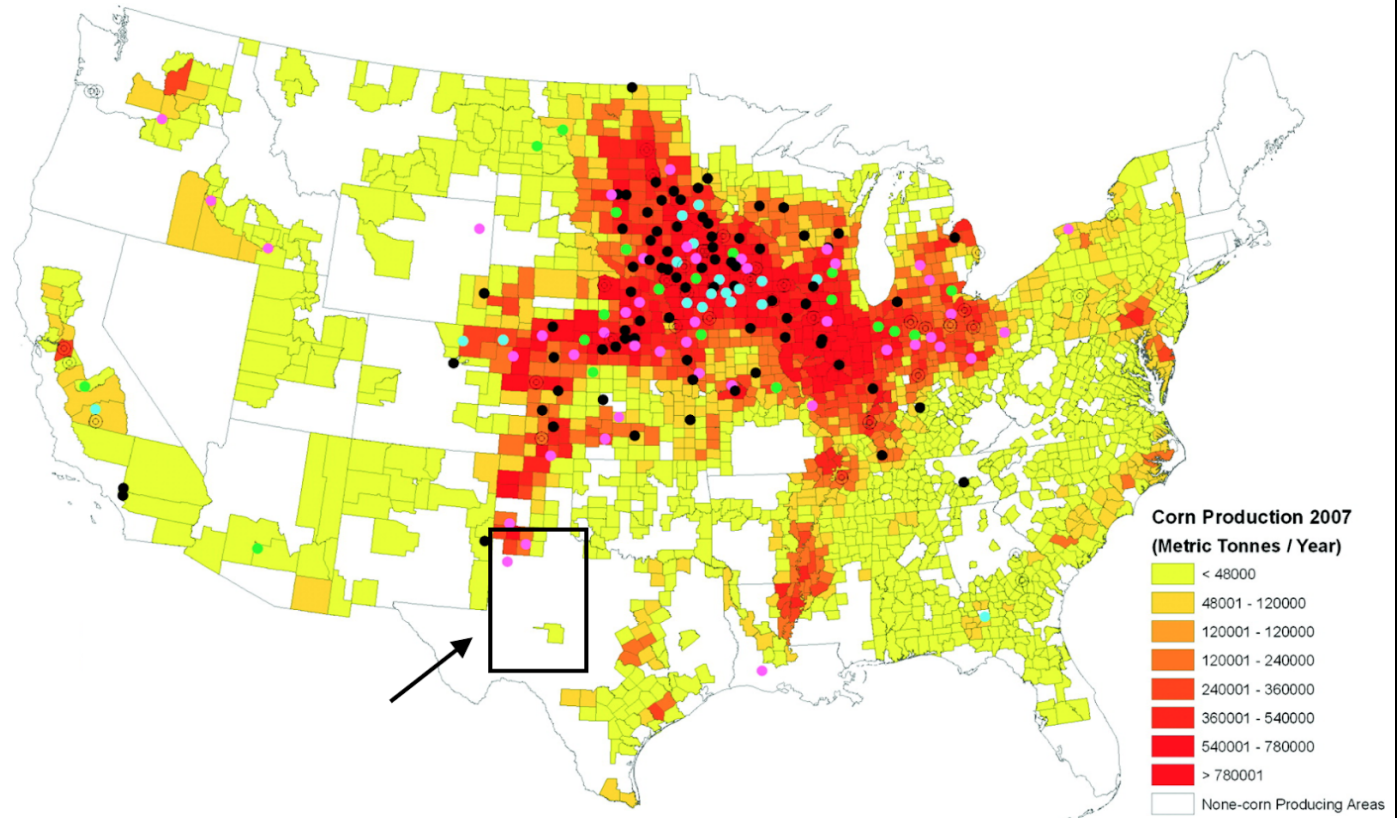 Corn Production 2007
(Metric Tonnes / Year)
< 48000
48001 - 120000
120001 - 120000
120001 - 240000
240001 - 360000
360001 - 540000
540001 - 780000
> 780001
None-corn Producing Areas